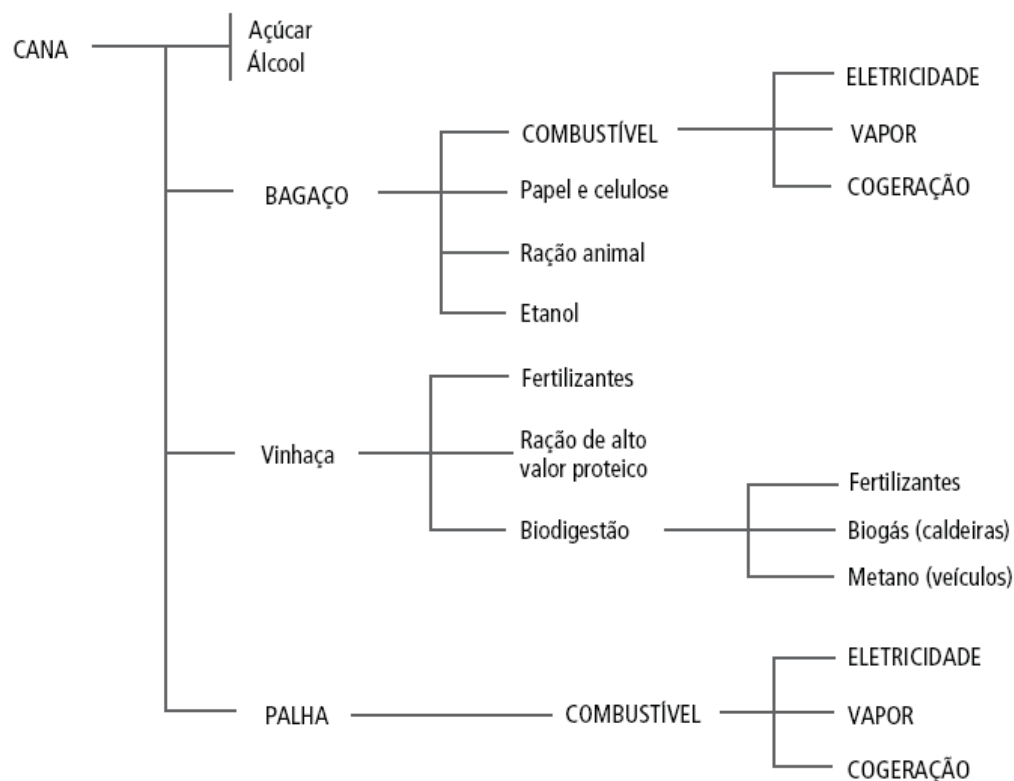 CANA
Açúcar
Álcool
BAGAÇO
COMBUSTÍVEL
ELETRICIDADE
VAPOR
COGERAÇÃO
Papel e celulose
Ração animal
Etanol
Vinhaça
Fertilizantes
Ração de alto
valor proteico
Biodigestão
Fertilizantes
Biogás (caldeiras)
Metano (veículos)
PALHA
COMBUSTÍVEL
ELETRICIDADE
VAPOR
COGERAÇÃO